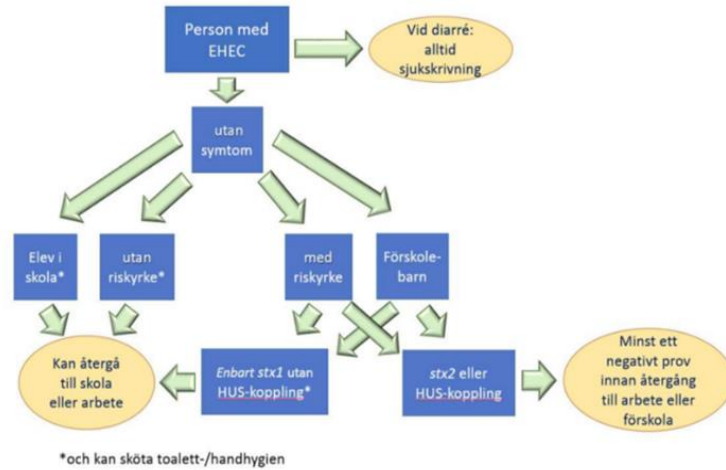 Person med
EHEC
Vid diarré:
alltid
sjukskrivning
utan
symtom
Elev i
skola*
utan
riskyrke*
med
riskyrke
Förskole-
barn
Kan återgå
till skola
eller arbete
Enbart stx1 utan
HUS-koppling*
stx2 eller
HUS-koppling
Minst ett
negativt prov
innan återgång
till arbete eller
förskola
*och kan sköta toalett-/handhygien